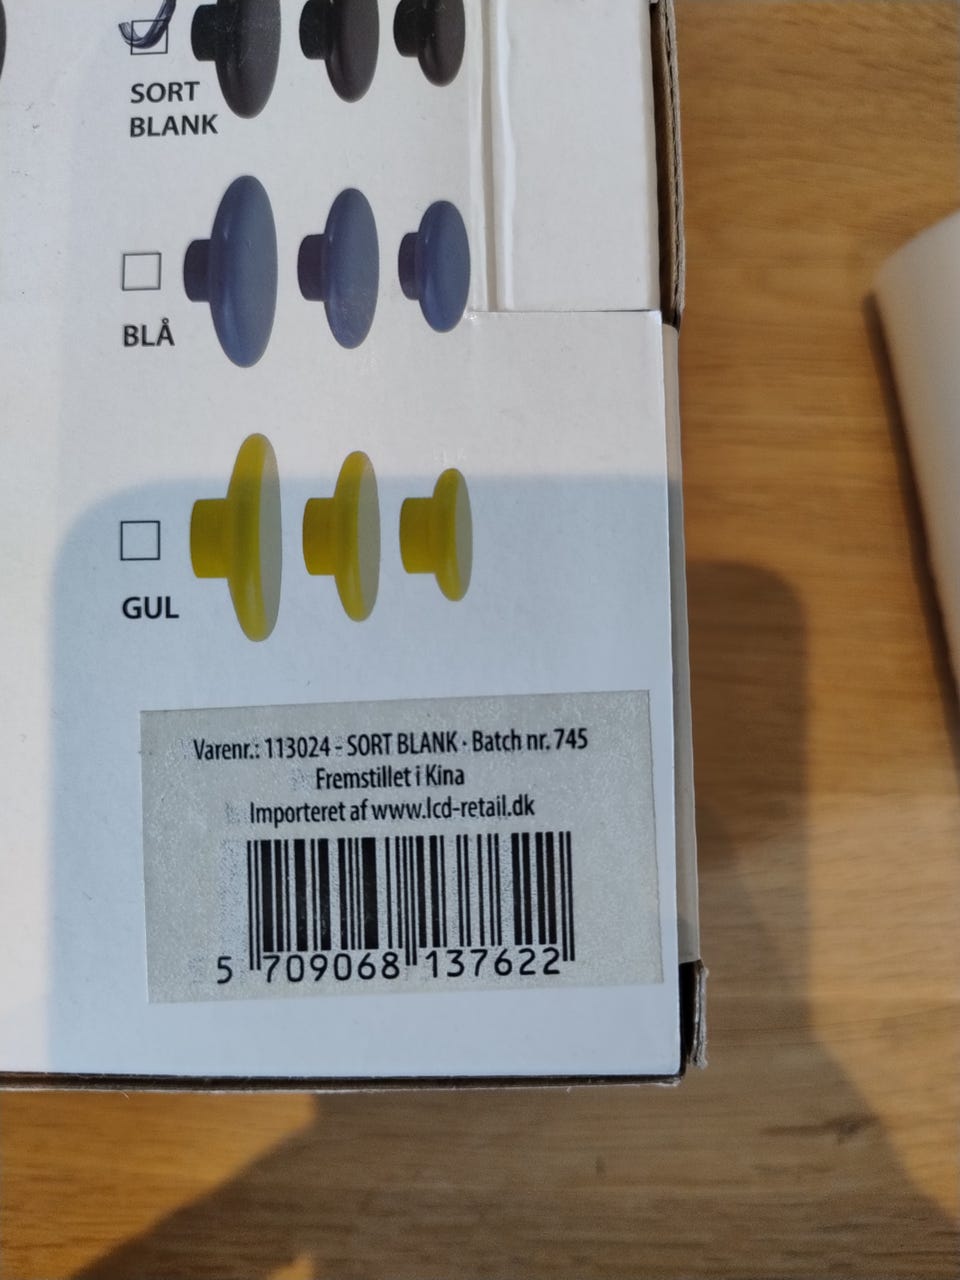 SORT
BLANK
BLÅ
GUL
Varenr.: 113024 - SORT BLANK · Batch nr. 745
Fremstillet i Kina
Importeret af www.lcd-retail.dk
5 709068 137622